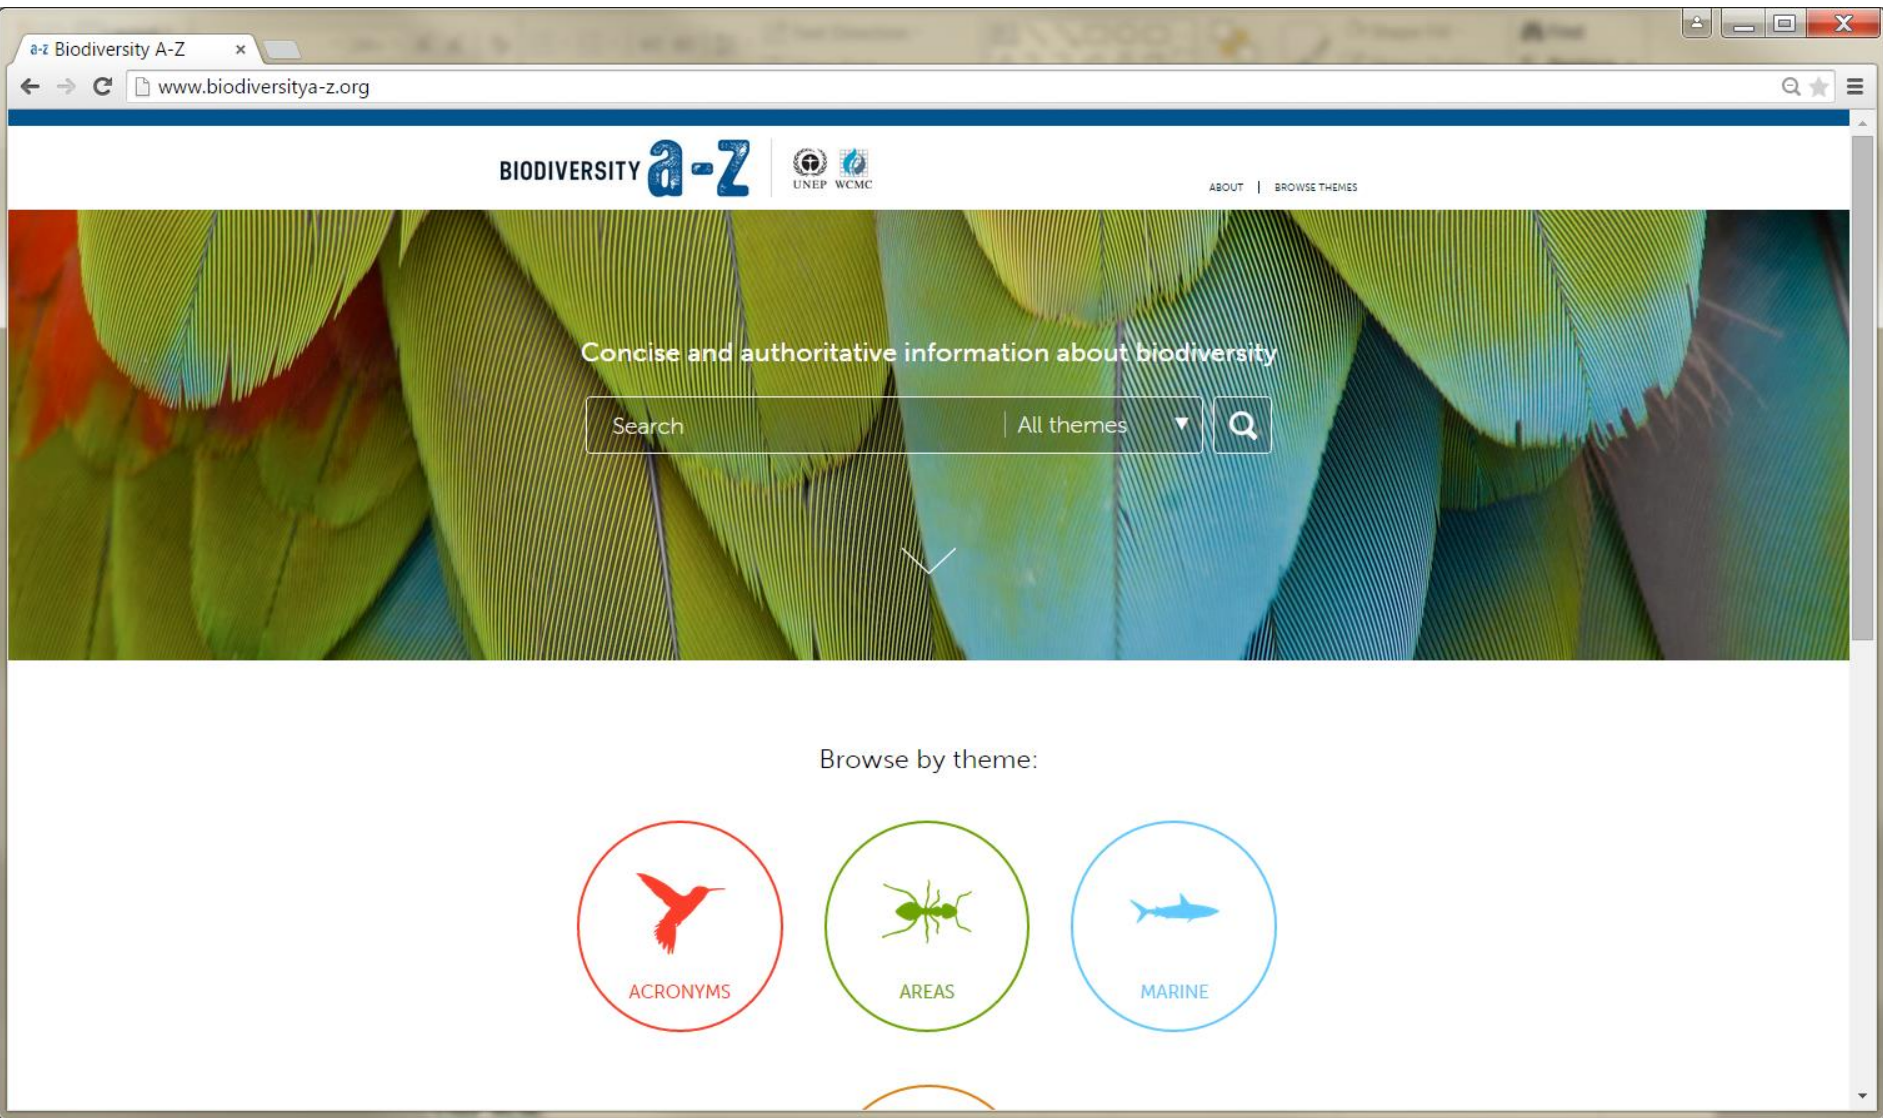 a-z Biodiversity A-Z
www.biodiversitya-z.org
BIODIVERSITY a-z
UNEP WCMC
ABOUT | BROWSE THEMES
Concise and authoritative information about biodiversity
Search | All themes
Browse by theme:
ACRONYMS AREAS MARINE